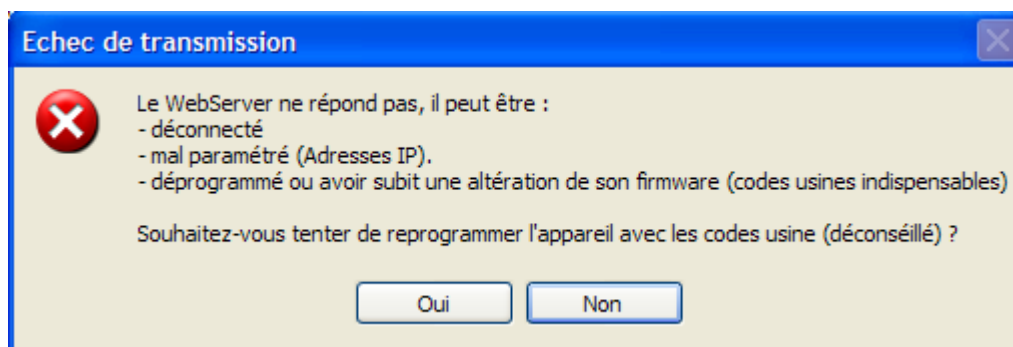 Echec de transmission
Le WebServer ne répond pas, il peut être :
- déconnecté
- mal paramétré (Adresses IP).
- déprogrammé ou avoir subit une altération de son firmware (codes usines indispensables)
Souhaitez-vous tenter de reprogrammer l'appareil avec les codes usine (déconséillé) ?
Oui
Non